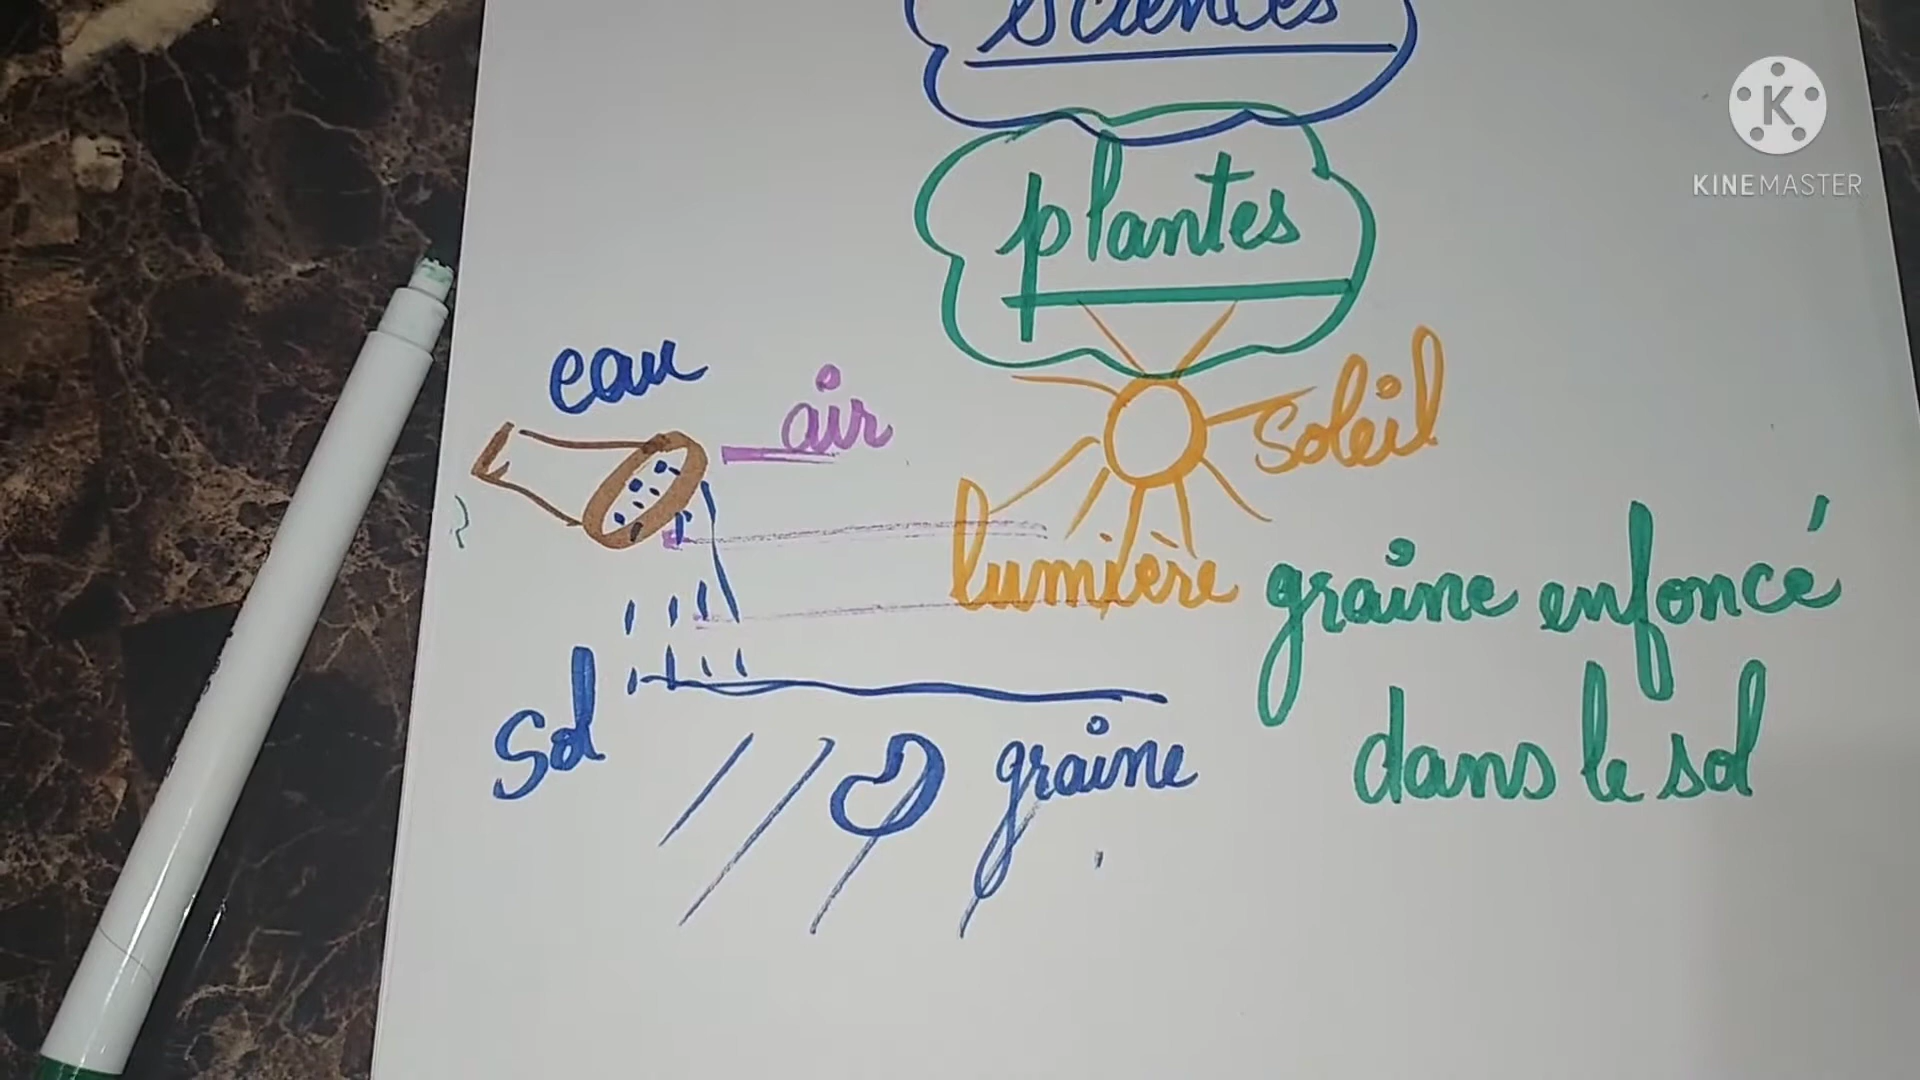 sciences
plantes
KINEMASTER
eau
air
soleil
lumière
graine enfoncé
dans le sol
sol
graine